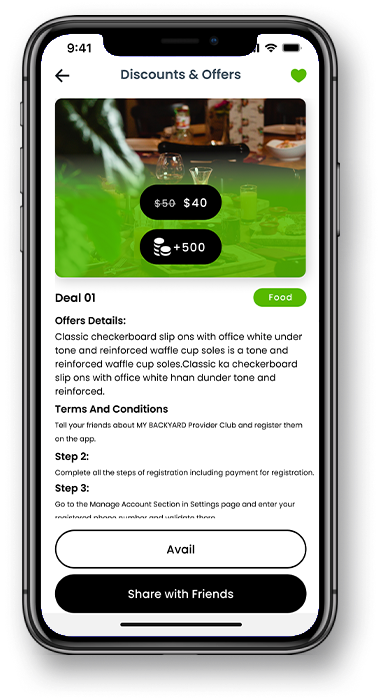 9:41
Discounts & Offers
$50 $40
+500
Deal 01 Food
Offers Details:
Classic checkerboard slip ons with office white under
tone and reinforced waffle cup soles is a tone and
reinforced waffle cup soles.Classic ka checkerboard
slip ons with office white hnan dunder tone and
reinforced.
Terms And Conditions
Tell your friends about MY BACKYARD Provider Club and register them
on the app.
Step 2:
Complete all the steps of registration including payment for registration.
Step 3:
Go to the Manage Account Section in Settings page and enter your
registered phone number and validate there
Avail
Share with Friends